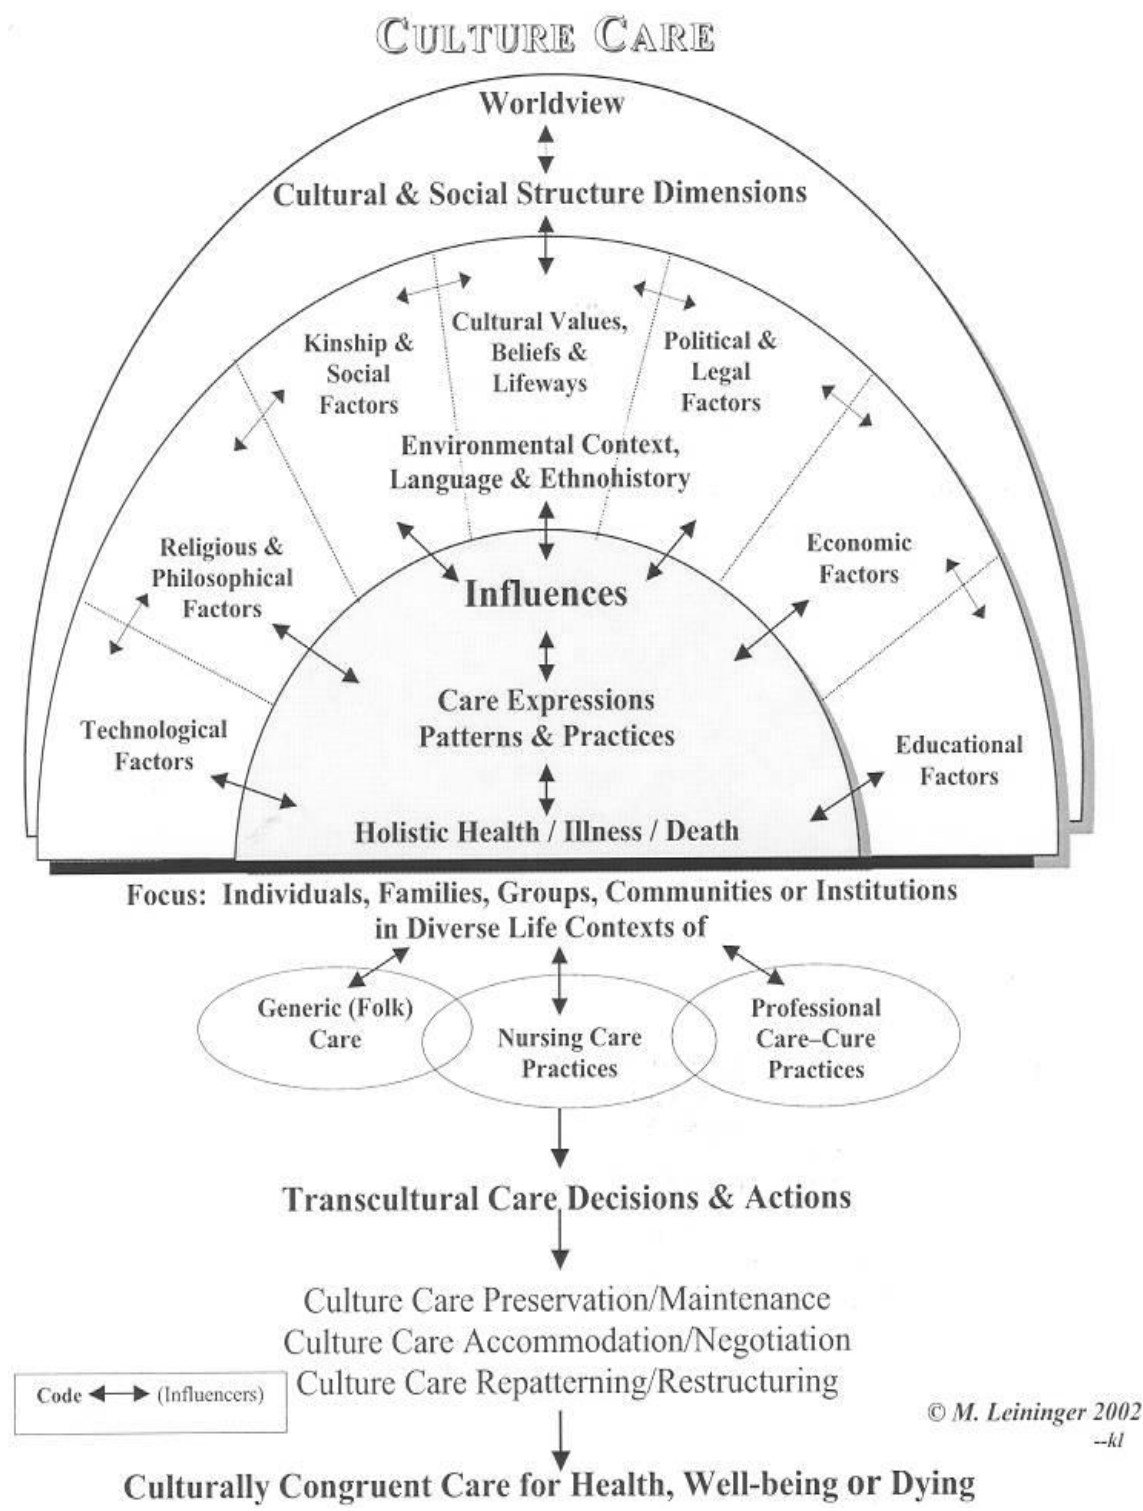 CULTURE CARE
Worldview
Cultural & Social Structure Dimensions
Kinship &
Social
Factors
Cultural Values,
Beliefs &
Lifeways
Political &
Legal
Factors
Environmental Context,
Language & Ethnohistory
Religious &
Philosophical
Factors
Economic
Factors
Influences
Care Expressions
Patterns & Practices
Technological
Factors
Educational
Factors
Holistic Health / Illness / Death
Focus: Individuals, Families, Groups, Communities or Institutions
in Diverse Life Contexts of
Generic (Folk)
Care
Nursing Care
Practices
Professional
Care–Cure
Practices
Transcultural Care Decisions & Actions
Culture Care Preservation/Maintenance
Culture Care Accommodation/Negotiation
Culture Care Repatterning/Restructuring
Code (Influencers)
© M. Leininger 2002
--kl
Culturally Congruent Care for Health, Well-being or Dying